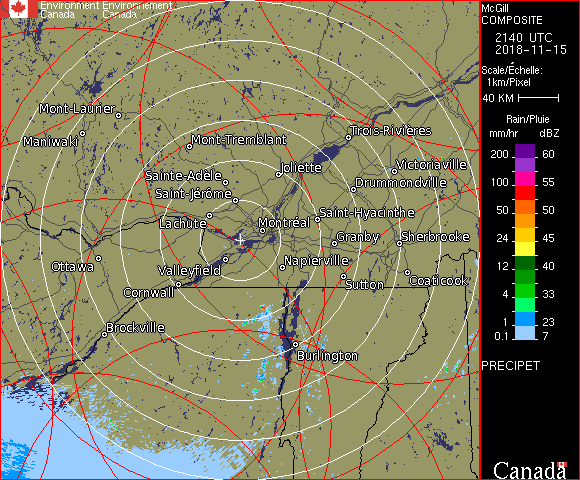 Environment Environnement
Canada Canada
McGill
COMPOSITE
2140 UTC
2018-11-15
Scale/Échelle:
1km/Pixel
40 KM
Rain/Pluie
mm/hr dBZ
200 60
155 57
100 55
50 50
24 45
12 40
4 33
1 23
0.1 7
PRECIPET
Canada
Mont-Laurier
Maniwaki
Mont-Tremblant
Trois-Rivières
Sainte-Adèle
Joliette
Victoriaville
Saint-Jérôme
Drummondville
Lachute
Montréal
Saint-Hyacinthe
Granby
Sherbrooke
Ottawa
Valleyfield
Napierville
Cornwall
Sutton
Coaticook
Brockville
Burlington